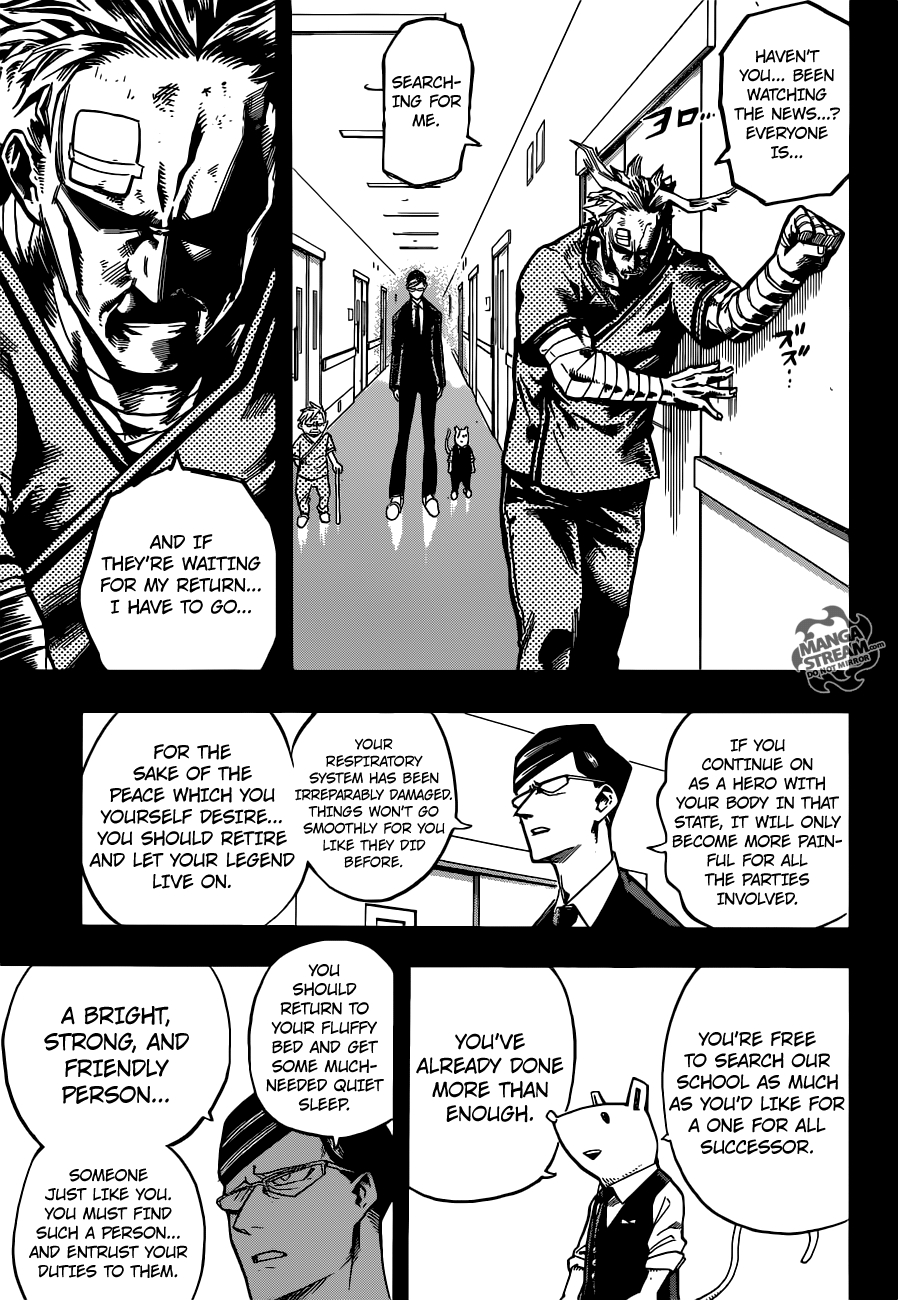 HAVEN'T
YOU... BEEN
WATCHING
THE NEWS...?
EVERYONE
IS...
ヨロ...
SEARCH-
ING FOR
ME.
ズズ...
AND IF
THEY'RE WAITING
FOR MY RETURN...
I HAVE TO GO...
MANGA
STREAM.com
DO NOT MIRROR
IF YOU
CONTINUE ON
AS A HERO WITH
YOUR BODY IN THAT
STATE, IT WILL ONLY
BECOME MORE PAIN-
FUL FOR ALL
THE PARTIES
INVOLVED.
YOUR
RESPIRATORY
SYSTEM HAS BEEN
IRREPARABLY DAMAGED.
THINGS WON'T GO
SMOOTHLY FOR YOU
LIKE THEY DID
BEFORE.
FOR THE
SAKE OF THE
PEACE WHICH YOU
YOURSELF DESIRE...
YOU SHOULD RETIRE
AND LET YOUR LEGEND
LIVE ON.
YOU'RE FREE
TO SEARCH OUR
SCHOOL AS MUCH
AS YOU'D LIKE FOR
A ONE FOR ALL
SUCCESSOR.
YOU'VE
ALREADY DONE
MORE THAN
ENOUGH.
YOU
SHOULD
RETURN TO
YOUR FLUFFY
BED AND GET
SOME MUCH-
NEEDED QUIET
SLEEP.
A BRIGHT,
STRONG, AND
FRIENDLY
PERSON...
SOMEONE
JUST LIKE YOU.
YOU MUST FIND
SUCH A PERSON...
AND ENTRUST YOUR
DUTIES TO THEM.